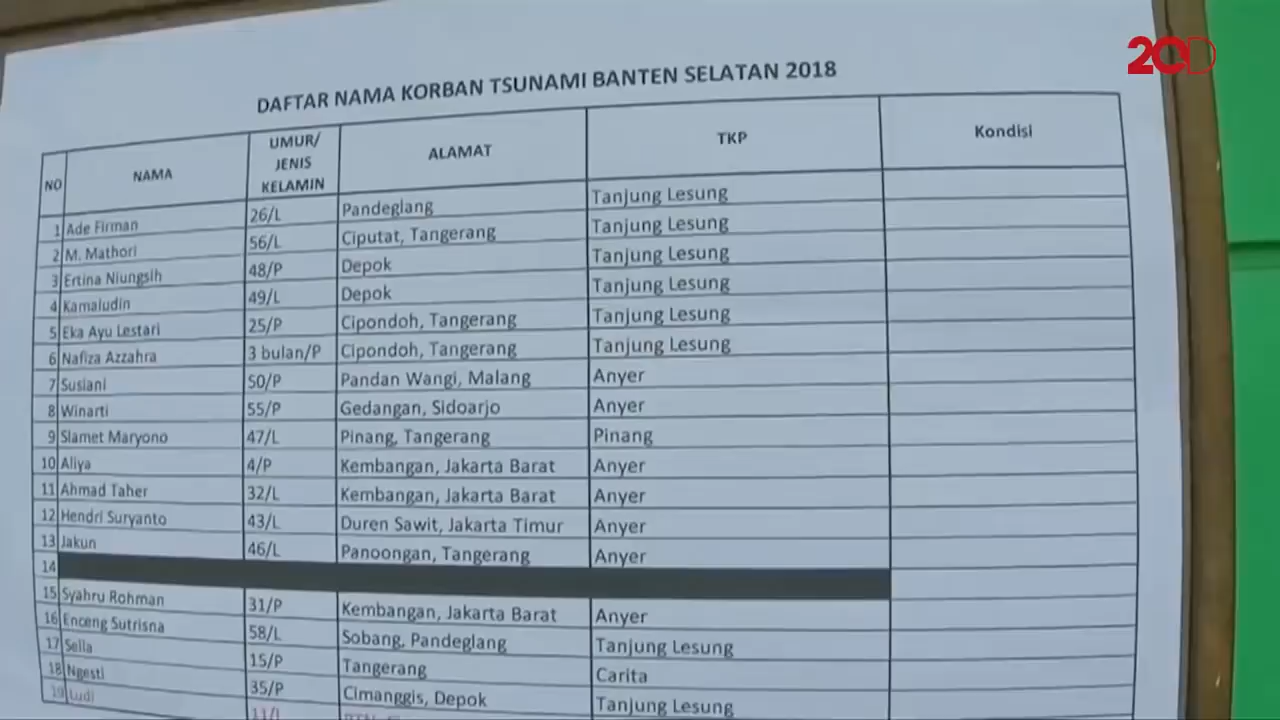 20D
DAFTAR NAMA KORBAN TSUNAMI BANTEN SELATAN 2018
NO NAMA UMUR/ JENIS KELAMIN ALAMAT TKP Kondisi
1 Ade Firman 26/L Pandeglang Tanjung Lesung
2 M. Mathori 56/L Ciputat, Tangerang Tanjung Lesung
3 Ertina Niungsih 48/P Depok Tanjung Lesung
4 Kamaludin 49/L Depok Tanjung Lesung
5 Eka Ayu Lestari 25/P Cipondoh, Tangerang Tanjung Lesung
6 Nafiza Azzahra 3 bulan/P Cipondoh, Tangerang Tanjung Lesung
7 Susiani 50/P Pandan Wangi, Malang Anyer
8 Winarti 55/P Gedangan, Sidoarjo Anyer
9 Slamet Maryono 47/L Pinang, Tangerang Pinang
10 Aliya 4/P Kembangan, Jakarta Barat Anyer
11 Ahmad Taher 32/L Kembangan, Jakarta Barat Anyer
12 Hendri Suryanto 43/L Duren Sawit, Jakarta Timur Anyer
13 Jakun 46/L Panoongan, Tangerang Anyer
14
15 Syahru Rohman 31/P Kembangan, Jakarta Barat Anyer
16 Enceng Sutrisna 58/L Sobang, Pandeglang Tanjung Lesung
17 Sella 15/P Tangerang Carita
18 Ngesti 35/P Cimanggis, Depok Tanjung Lesung
19 Ludi 11/L